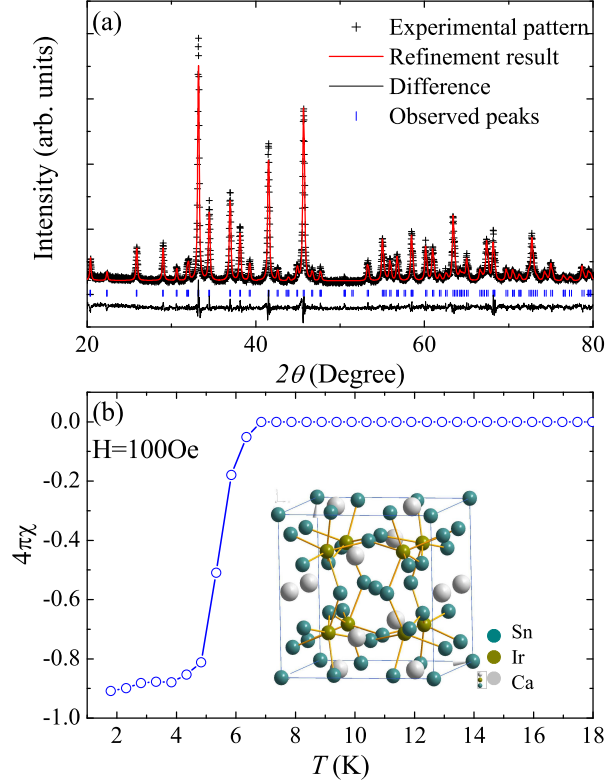 (a)
Experimental pattern
Refinement result
Difference
Observed peaks
Intensity (arb. units)
20 30 40 50 60 70 80
2θ (Degree)
(b)
H=100Oe
0.0
-0.2
-0.4
-0.6
-0.8
-1.0
4πχ
Sn
Ir
Ca
2 4 6 8 10 12 14 16 18
T (K)